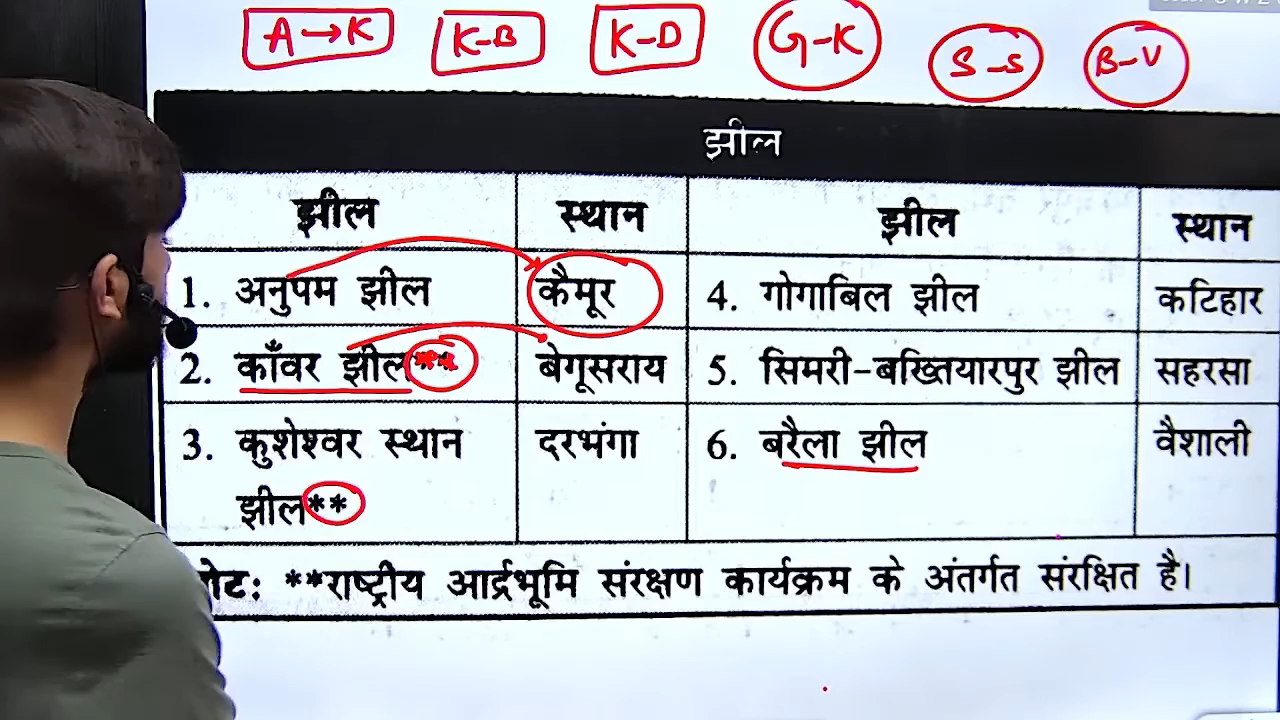 A→K K-B K-D G-K S-S B-V
झील
झील स्थान झील स्थान
1. अनुपम झील कैमूर 4. गोगाबिल झील कटिहार
2. काँवर झील** बेगूसराय 5. सिमरी-बख्तियारपुर झील सहरसा
3. कुशेश्वर स्थान दरभंगा 6. बरैला झील वैशाली
झील**
नोट: **राष्ट्रीय आर्द्रभूमि संरक्षण कार्यक्रम के अंतर्गत संरक्षित है।